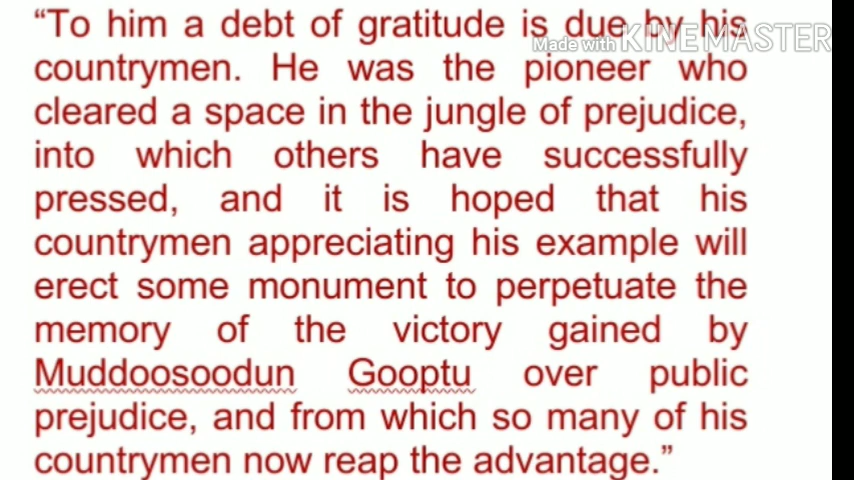 “To him a debt of gratitude is due by his
Made with KINEMASTER
countrymen. He was the pioneer who
cleared a space in the jungle of prejudice,
into which others have successfully
pressed, and it is hoped that his
countrymen appreciating his example will
erect some monument to perpetuate the
memory of the victory gained by
Muddoosoodun Gooptu over public
prejudice, and from which so many of his
countrymen now reap the advantage.”